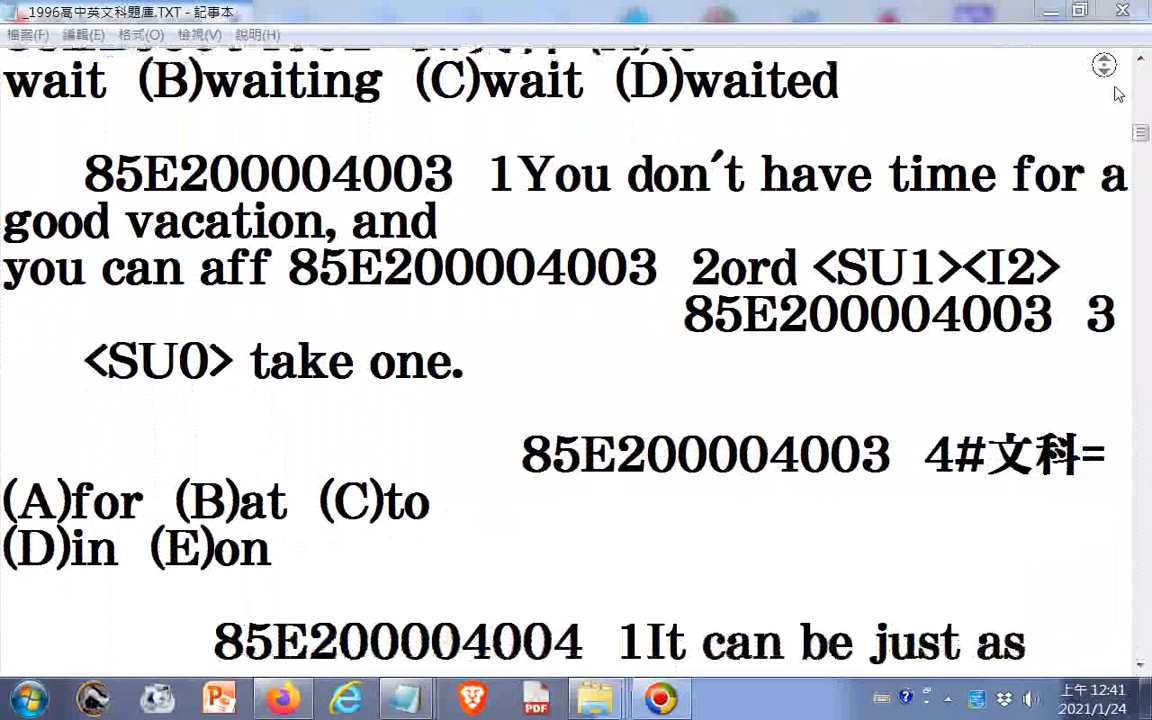 _1996高中英文科題庫.TXT - 記事本
檔案(F) 編輯(E) 格式(O) 檢視(V) 說明(H)
wait (B)waiting (C)wait (D)waited
85E200004003 1You don't have time for a
good vacation, and
you can aff 85E200004003 2ord <SU1><I2>
85E200004003 3
<SU0> take one.
85E200004003 4#文科=
(A)for (B)at (C)to
(D)in (E)on
85E200004004 1It can be just as
上午 12:41
2021/1/24